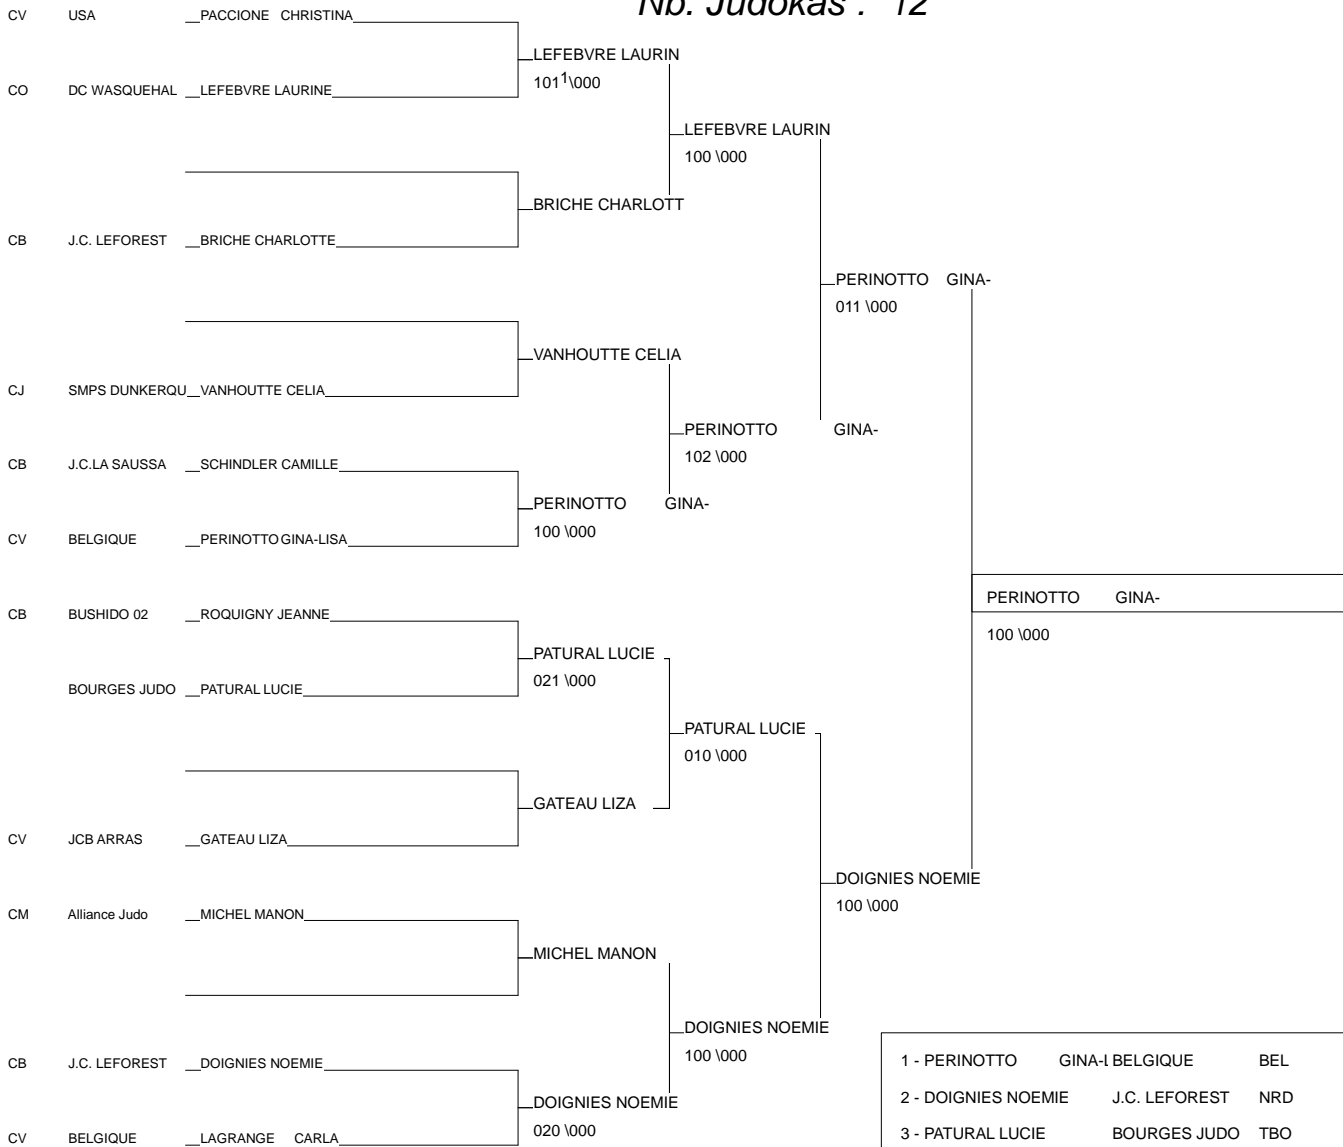 Nb. Judokas : 12
CV USA PACCIONE CHRISTINA
LEFEBVRE LAURIN
101 1\000
CO DC WASQUEHAL LEFEBVRE LAURINE
LEFEBVRE LAURIN
100 \000
BRICHE CHARLOTT
CB J.C. LEFOREST BRICHE CHARLOTTE
PERINOTTO GINA-
011 \000
VANHOUTTE CELIA
CJ SMPS DUNKERQU VANHOUTTE CELIA
PERINOTTO GINA-
102 \000
CB J.C.LA SAUSSA SCHINDLER CAMILLE
PERINOTTO GINA-
100 \000
CV BELGIQUE PERINOTTO GINA-LISA
PERINOTTO GINA-
100 \000
CB BUSHIDO 02 ROQUIGNY JEANNE
PATURAL LUCIE
021 \000
BOURGES JUDO PATURAL LUCIE
PATURAL LUCIE
010 \000
GATEAU LIZA
CV JCB ARRAS GATEAU LIZA
DOIGNIES NOEMIE
100 \000
CM Alliance Judo MICHEL MANON
MICHEL MANON
DOIGNIES NOEMIE
100 \000
CB J.C. LEFOREST DOIGNIES NOEMIE
DOIGNIES NOEMIE
020 \000
CV BELGIQUE LAGRANGE CARLA
1 - PERINOTTO GINA-L BELGIQUE BEL
2 - DOIGNIES NOEMIE J.C. LEFOREST NRD
3 - PATURAL LUCIE BOURGES JUDO TBO